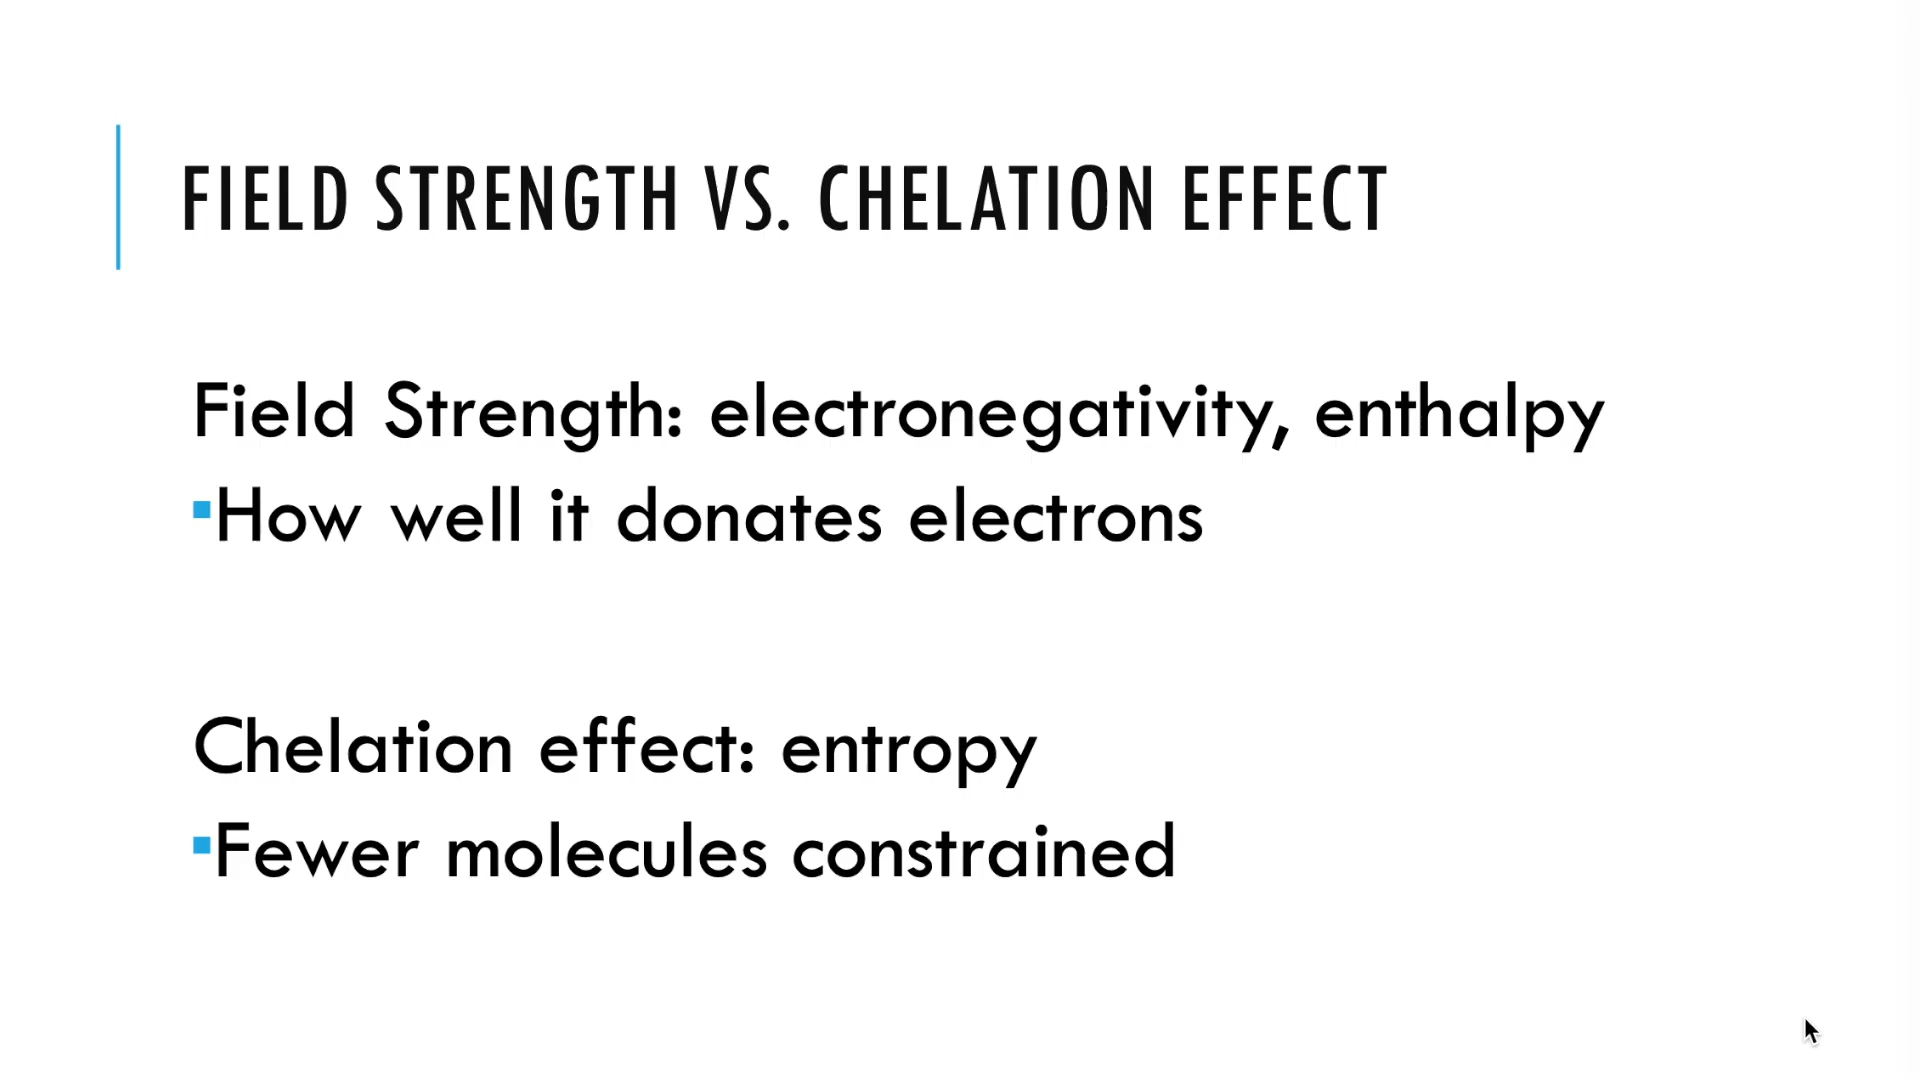 FIELD STRENGTH VS. CHELATION EFFECT
Field Strength: electronegativity, enthalpy
▪How well it donates electrons
Chelation effect: entropy
▪Fewer molecules constrained